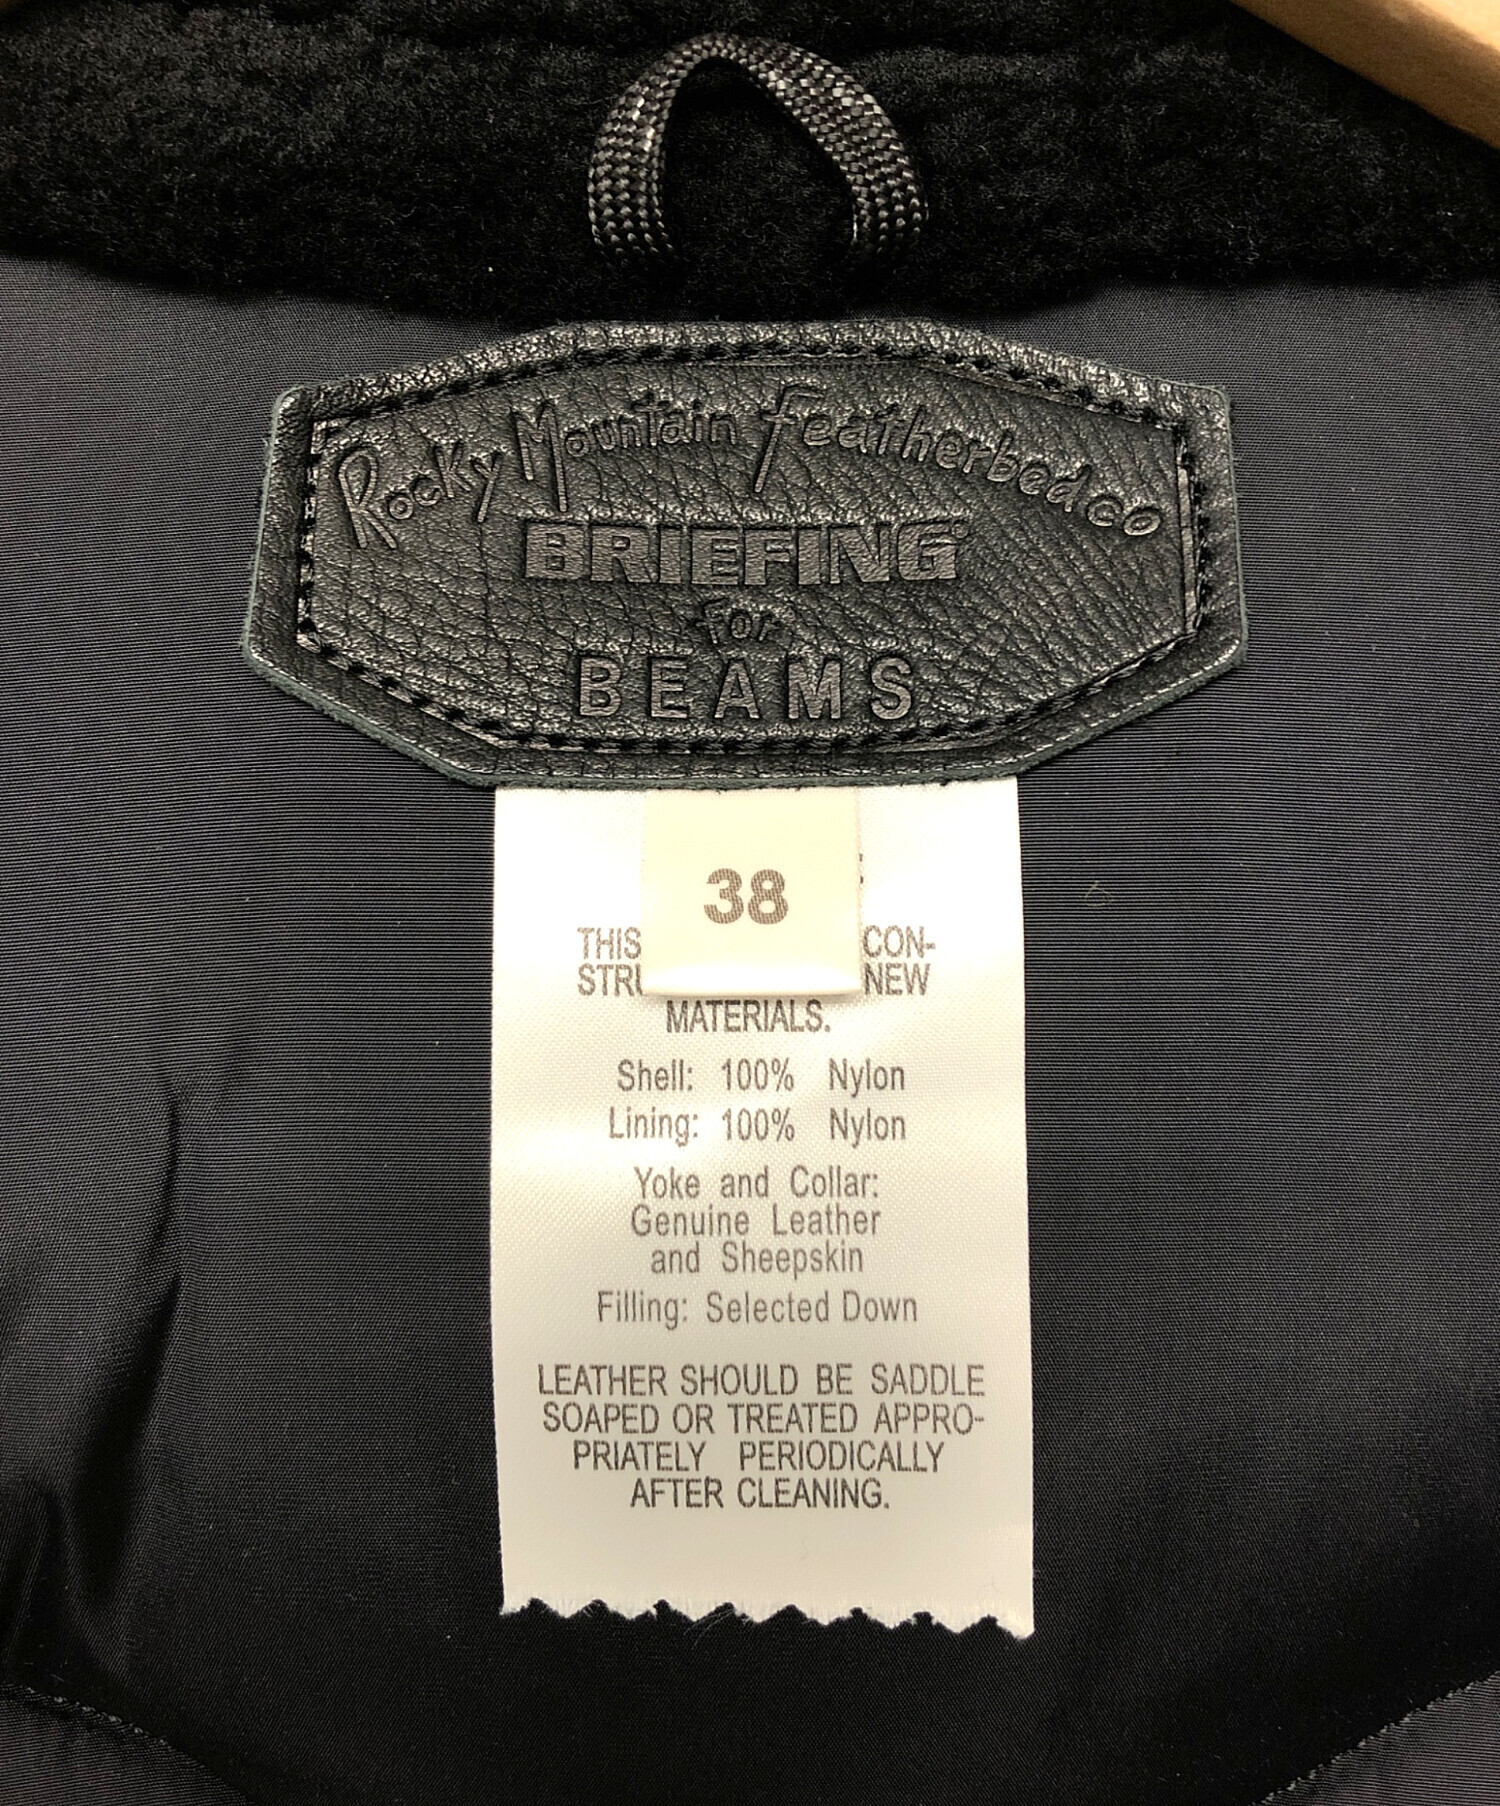 Rocky Mountain Featherbed co
BRIEFING
for
BEAMS
38
THIS CON-
NEW
MATERIALS.
Shell: 100% Nylon
Lining: 100% Nylon
Yoke and Collar:
Genuine Leather
and Sheepskin
Filling: Selected Down
LEATHER SHOULD BE SADDLE
SOAPED OR TREATED APPRO-
PRIATELY PERIODICALLY
AFTER CLEANING.